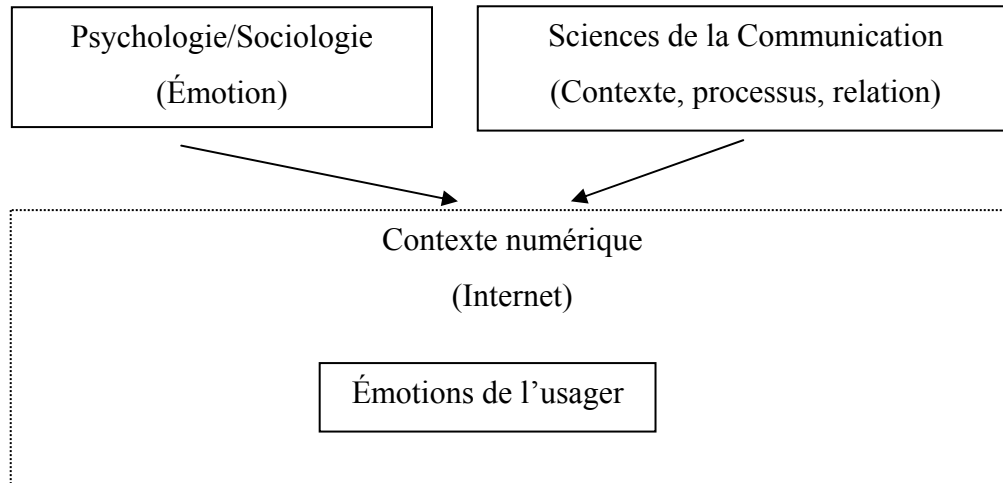 Psychologie/Sociologie
(Émotion)
Sciences de la Communication
(Contexte, processus, relation)
Contexte numérique
(Internet)
Émotions de l’usager